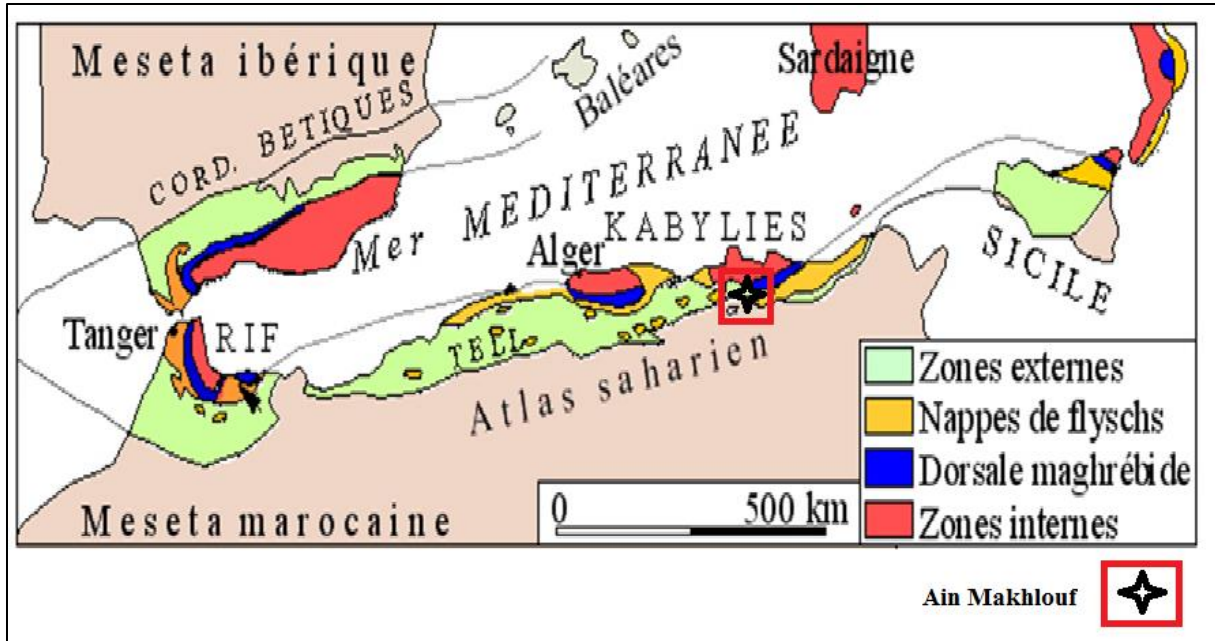 Meseta ibérique
Sardaigne
Baléares
CORD. BETIQUES
Mer MEDITERRANEE
KABYLIES
Alger
SICILE
Tanger
RIF
TELL
Atlas saharien
Meseta marocaine
0 500 km
Zones externes
Nappes de flyschs
Dorsale maghrébide
Zones internes
Ain Makhlouf